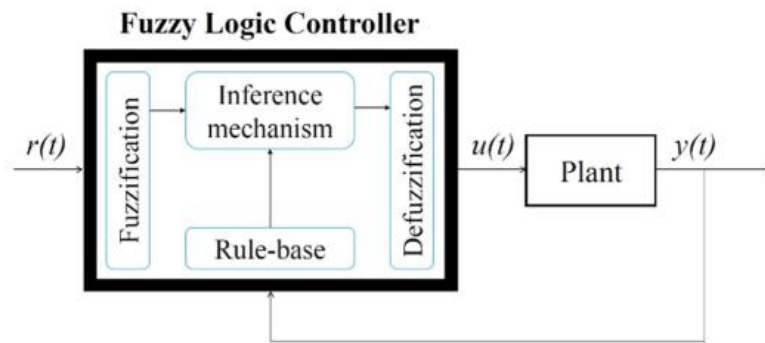 Fuzzy Logic Controller
r(t)
Fuzzification
Inference
mechanism
Rule-base
Defuzzification
u(t)
Plant
y(t)